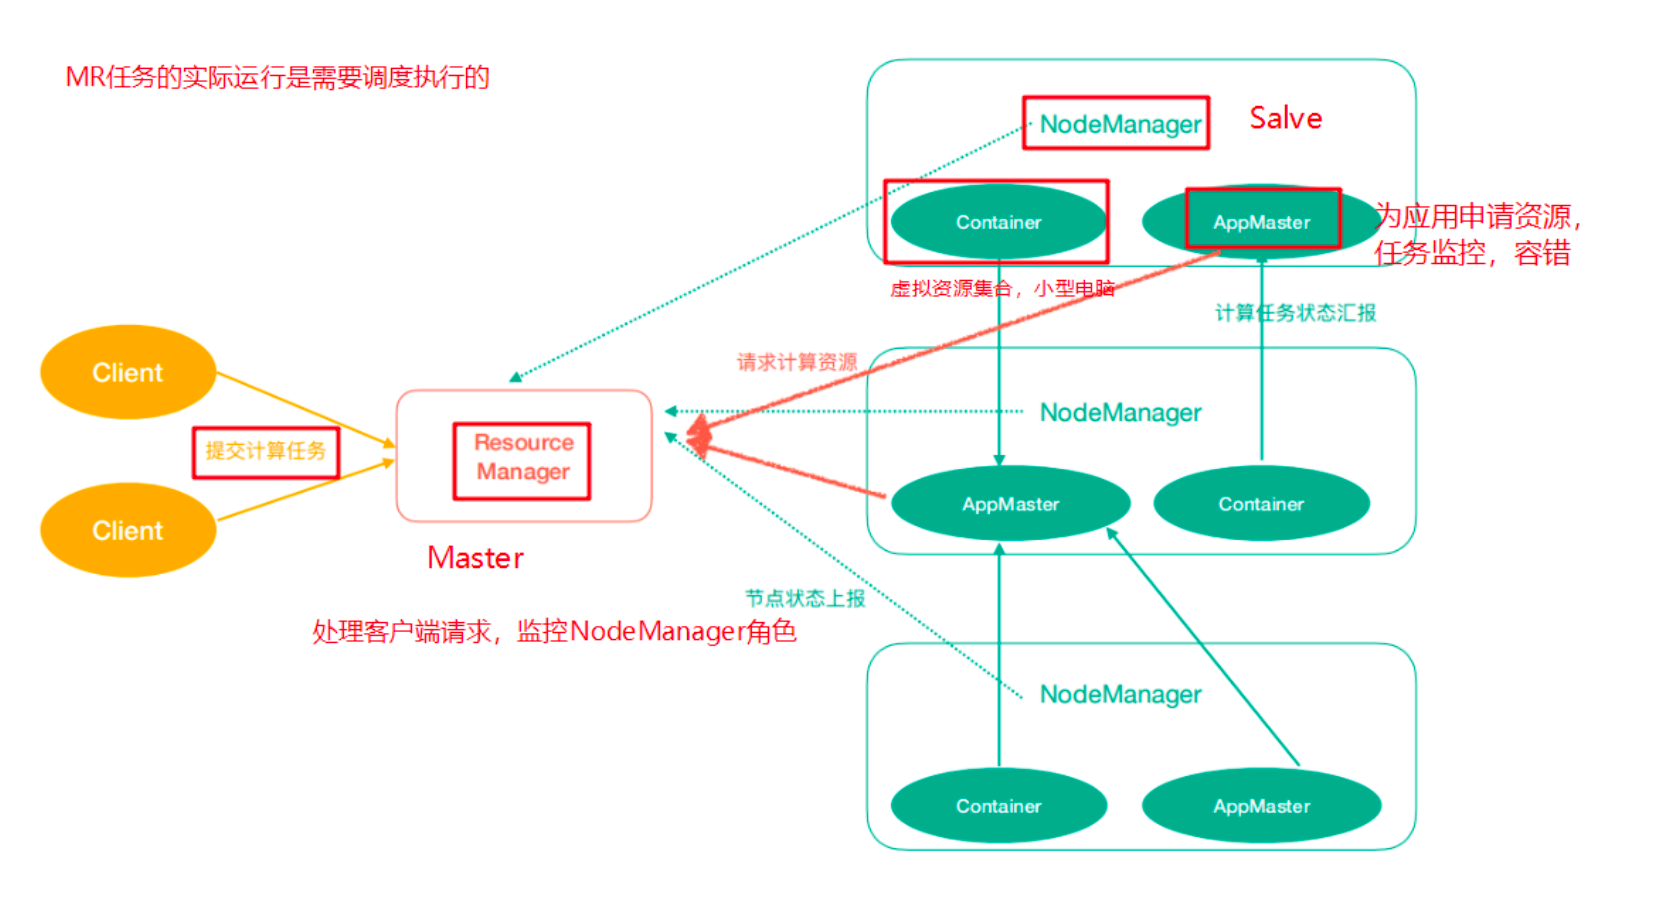 MR任务的实际运行是需要调度执行的
NodeManager
Salve
Container
AppMaster
为应用申请资源，
任务监控，容错
虚拟资源集合，小型电脑
计算任务状态汇报
请求计算资源
Client
提交计算任务
Client
Resource
Manager
Master
处理客户端请求，监控NodeManager角色
NodeManager
AppMaster
Container
节点状态上报
NodeManager
Container
AppMaster